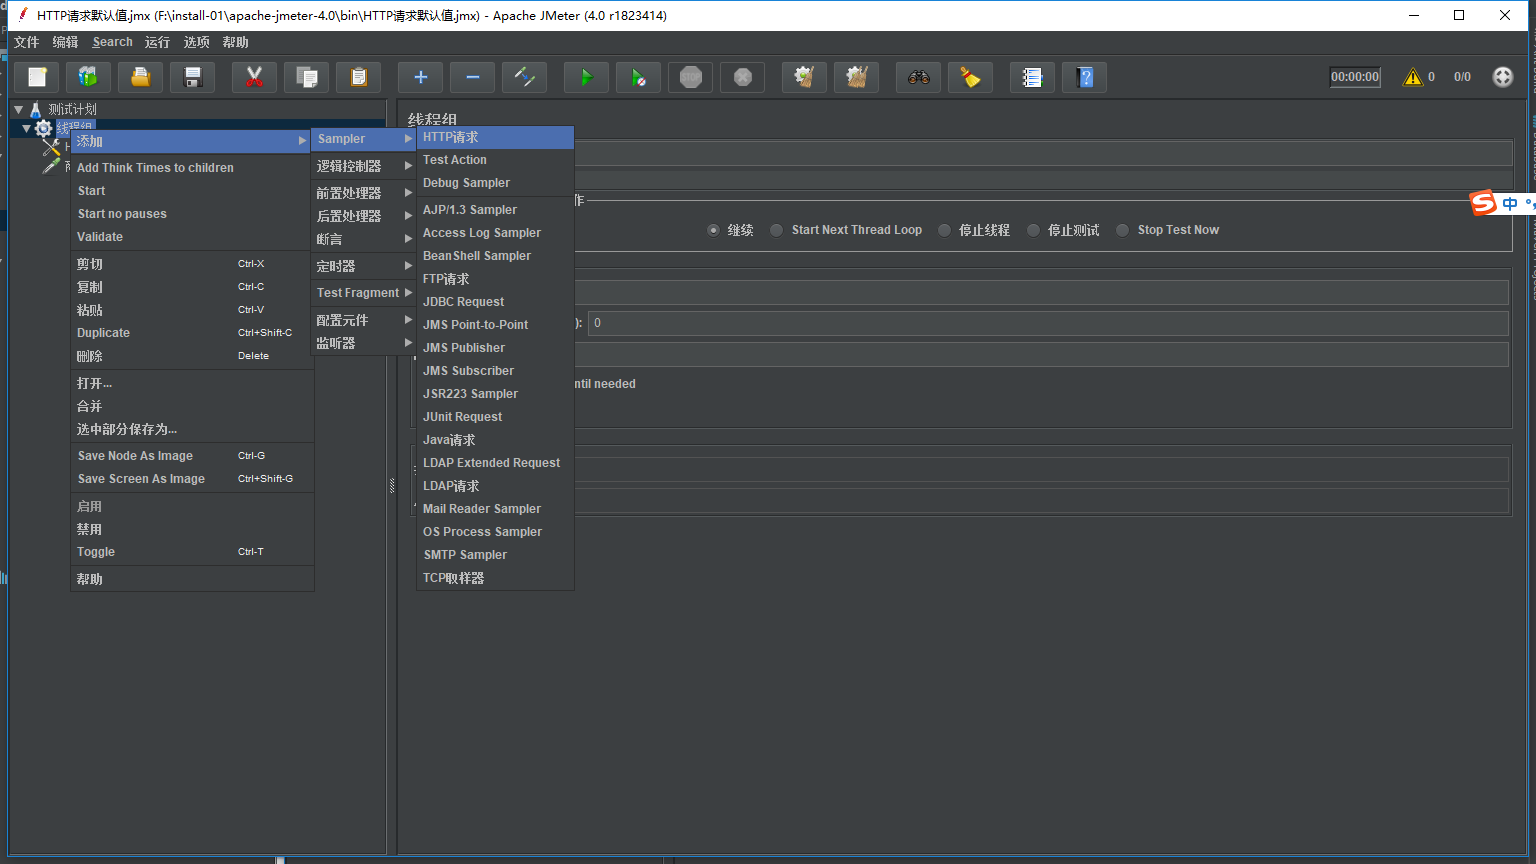 HTTP请求默认值.jmx (F:\install-01\apache-jmeter-4.0\bin\HTTP请求默认值.jmx) - Apache JMeter (4.0 r1823414)
文件 编辑 Search 运行 选项 帮助
STOP
00:00:00 0 0/0
测试计划
线程组
添加
Add Think Times to children
Start
Start no pauses
Validate
剪切 Ctrl-X
复制 Ctrl-C
粘贴 Ctrl-V
Duplicate Ctrl+Shift-C
删除 Delete
打开...
合并
选中部分保存为...
Save Node As Image Ctrl-G
Save Screen As Image Ctrl+Shift-G
启用
禁用
Toggle Ctrl-T
帮助
Sampler
逻辑控制器
前置处理器
后置处理器
断言
定时器
Test Fragment
配置元件
监听器
HTTP请求
Test Action
Debug Sampler
AJP/1.3 Sampler
Access Log Sampler
BeanShell Sampler
FTP请求
JDBC Request
JMS Point-to-Point
JMS Publisher
JMS Subscriber
JSR223 Sampler
JUnit Request
Java请求
LDAP Extended Request
LDAP请求
Mail Reader Sampler
OS Process Sampler
SMTP Sampler
TCP取样器
线程组
作
继续 Start Next Thread Loop 停止线程 停止测试 Stop Test Now
): 0
ntil needed
中